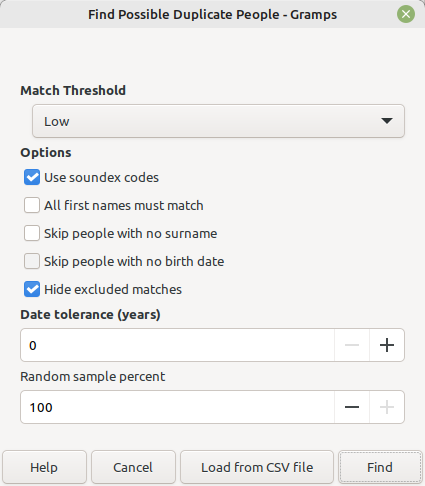 Find Possible Duplicate People - Gramps
Match Threshold
Low
Options
Use soundex codes
All first names must match
Skip people with no surname
Skip people with no birth date
Hide excluded matches
Date tolerance (years)
0
Random sample percent
100
Help Cancel Load from CSV file Find